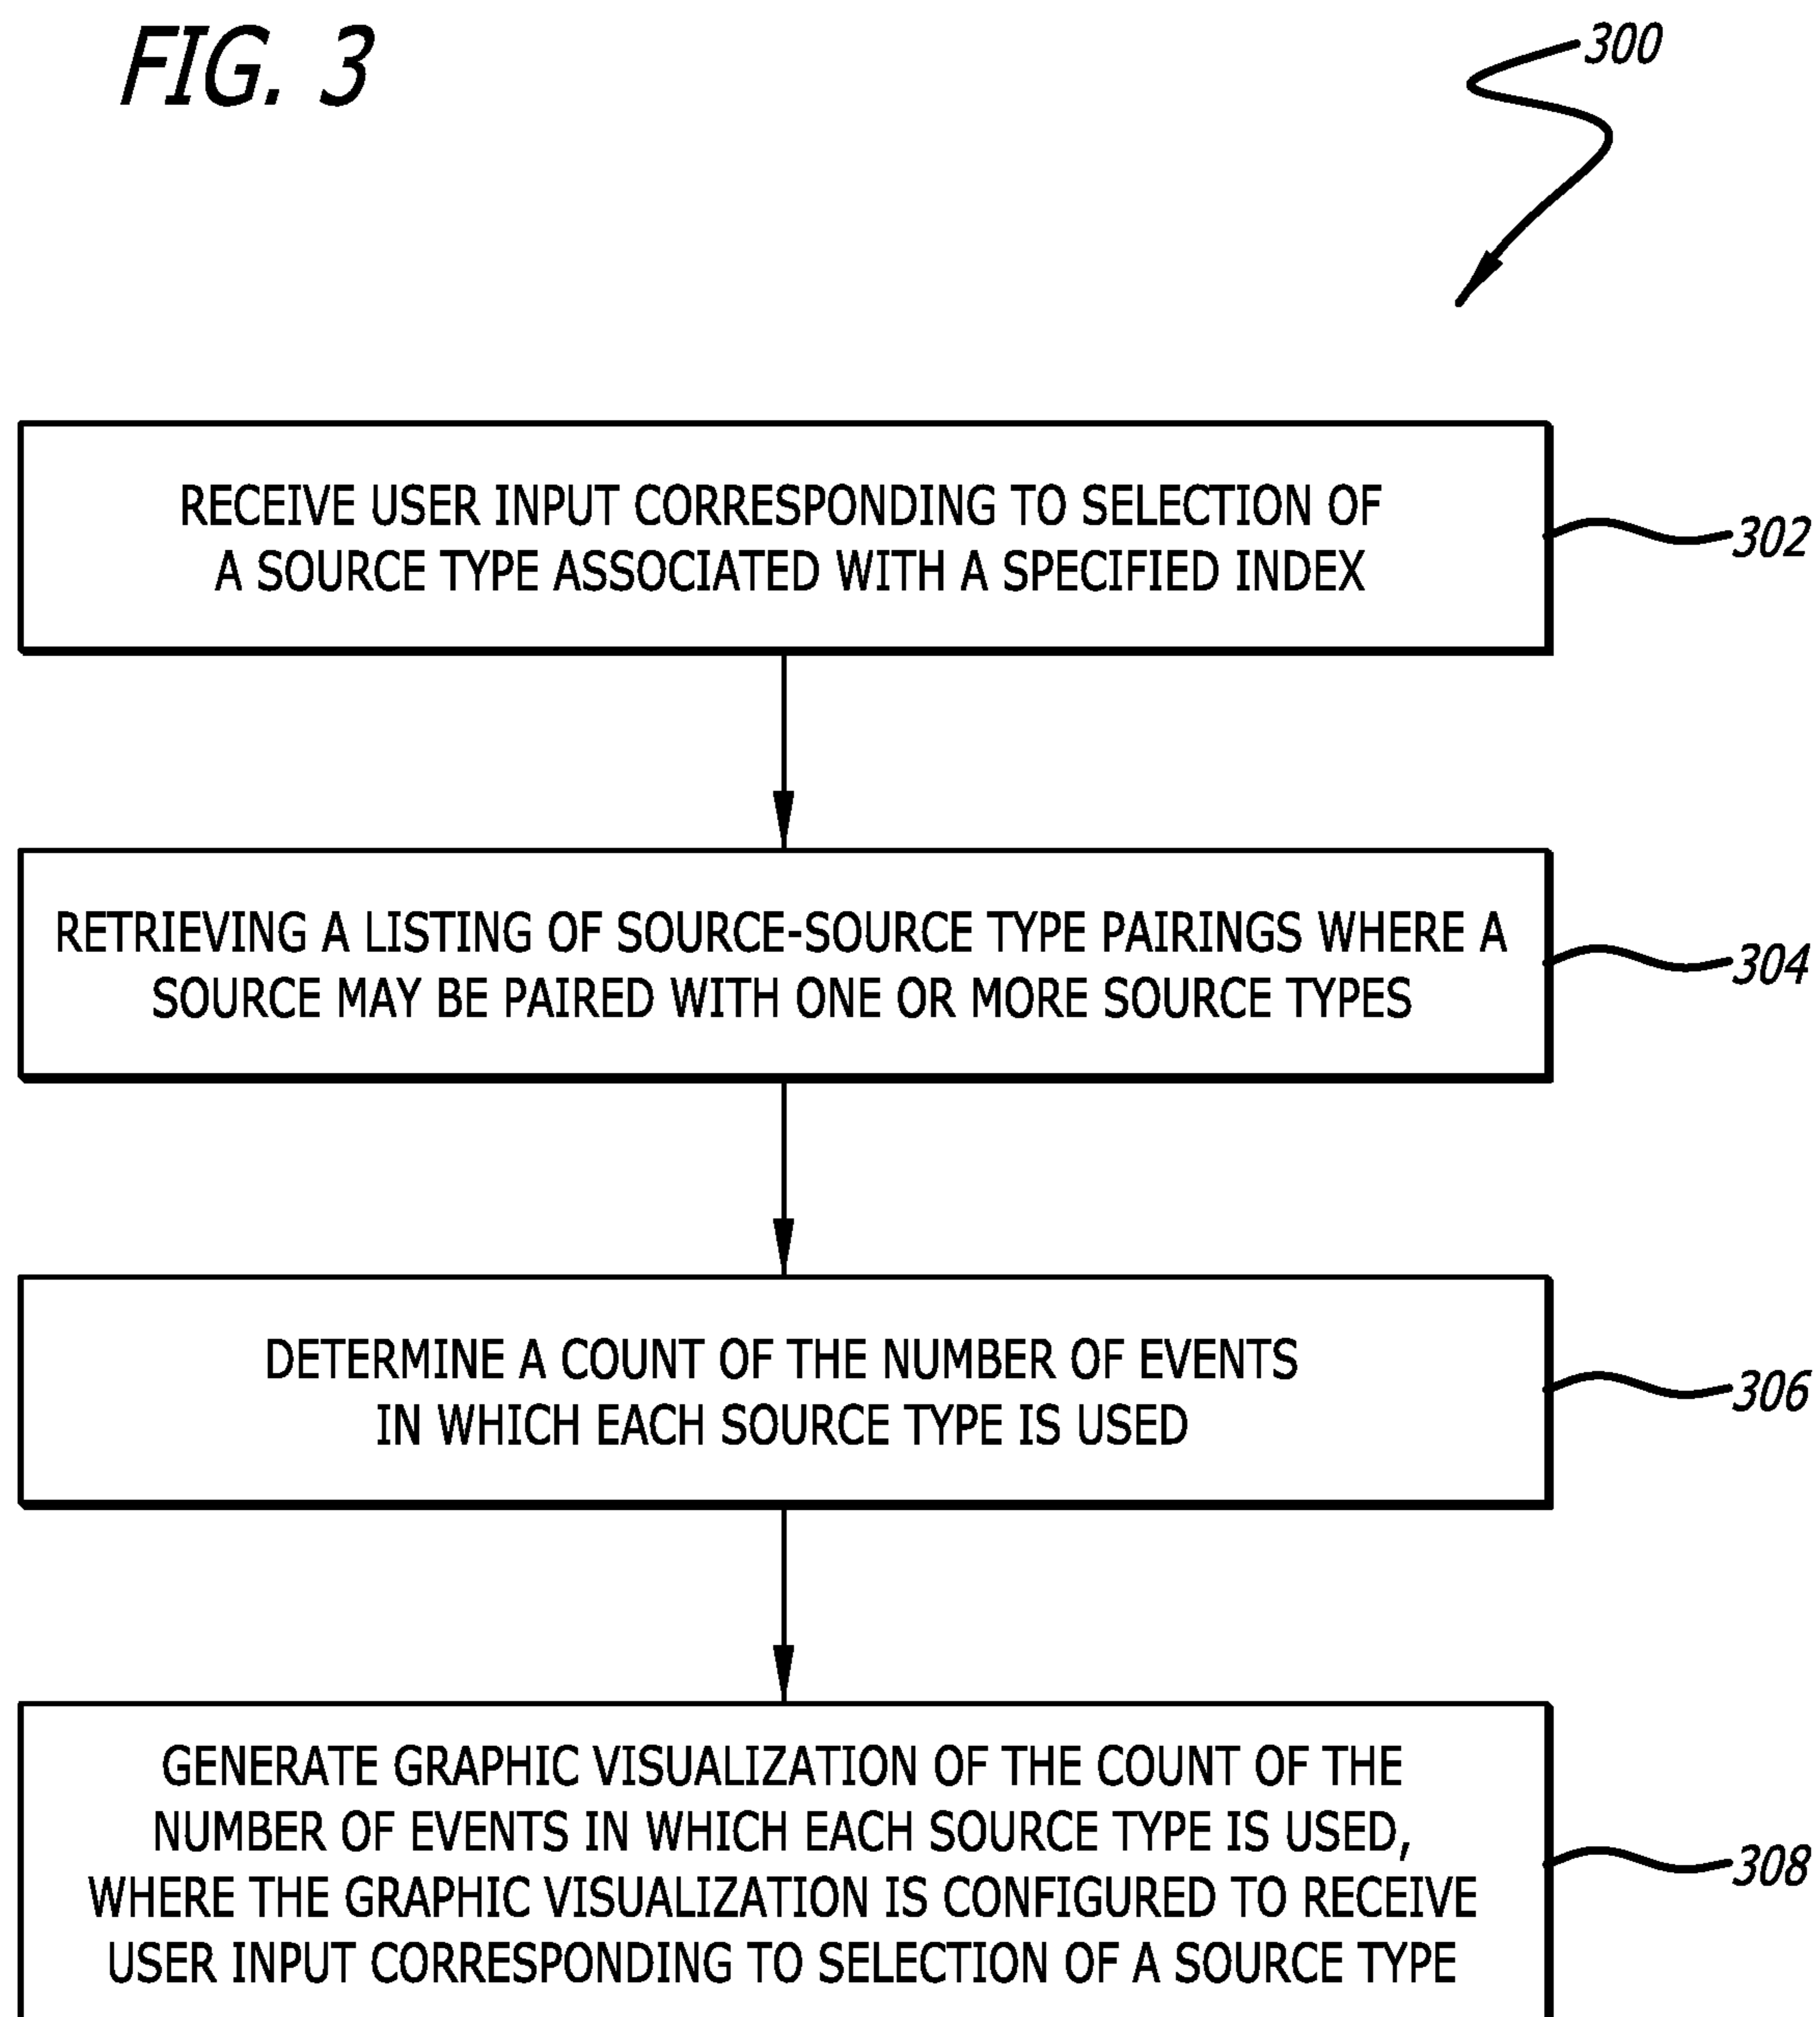 FIG. 3
300
RECEIVE USER INPUT CORRESPONDING TO SELECTION OF
A SOURCE TYPE ASSOCIATED WITH A SPECIFIED INDEX
302
RETRIEVING A LISTING OF SOURCE-SOURCE TYPE PAIRINGS WHERE A
SOURCE MAY BE PAIRED WITH ONE OR MORE SOURCE TYPES
304
DETERMINE A COUNT OF THE NUMBER OF EVENTS
IN WHICH EACH SOURCE TYPE IS USED
306
GENERATE GRAPHIC VISUALIZATION OF THE COUNT OF THE
NUMBER OF EVENTS IN WHICH EACH SOURCE TYPE IS USED,
WHERE THE GRAPHIC VISUALIZATION IS CONFIGURED TO RECEIVE
USER INPUT CORRESPONDING TO SELECTION OF A SOURCE TYPE
308